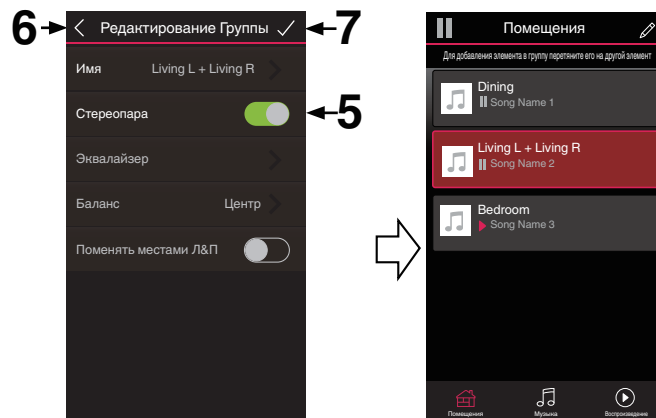 6
Редактирование Группы
7
Имя Living L + Living R
Стереопара
5
Эквалайзер
Баланс Центр
Поменять местами Л&П
Помещения
Для добавления элемента в группу перетяните его на другой элемент
Dining
Song Name 1
Living L + Living R
Song Name 2
Bedroom
Song Name 3
Помещения Музыка Воспроизведение